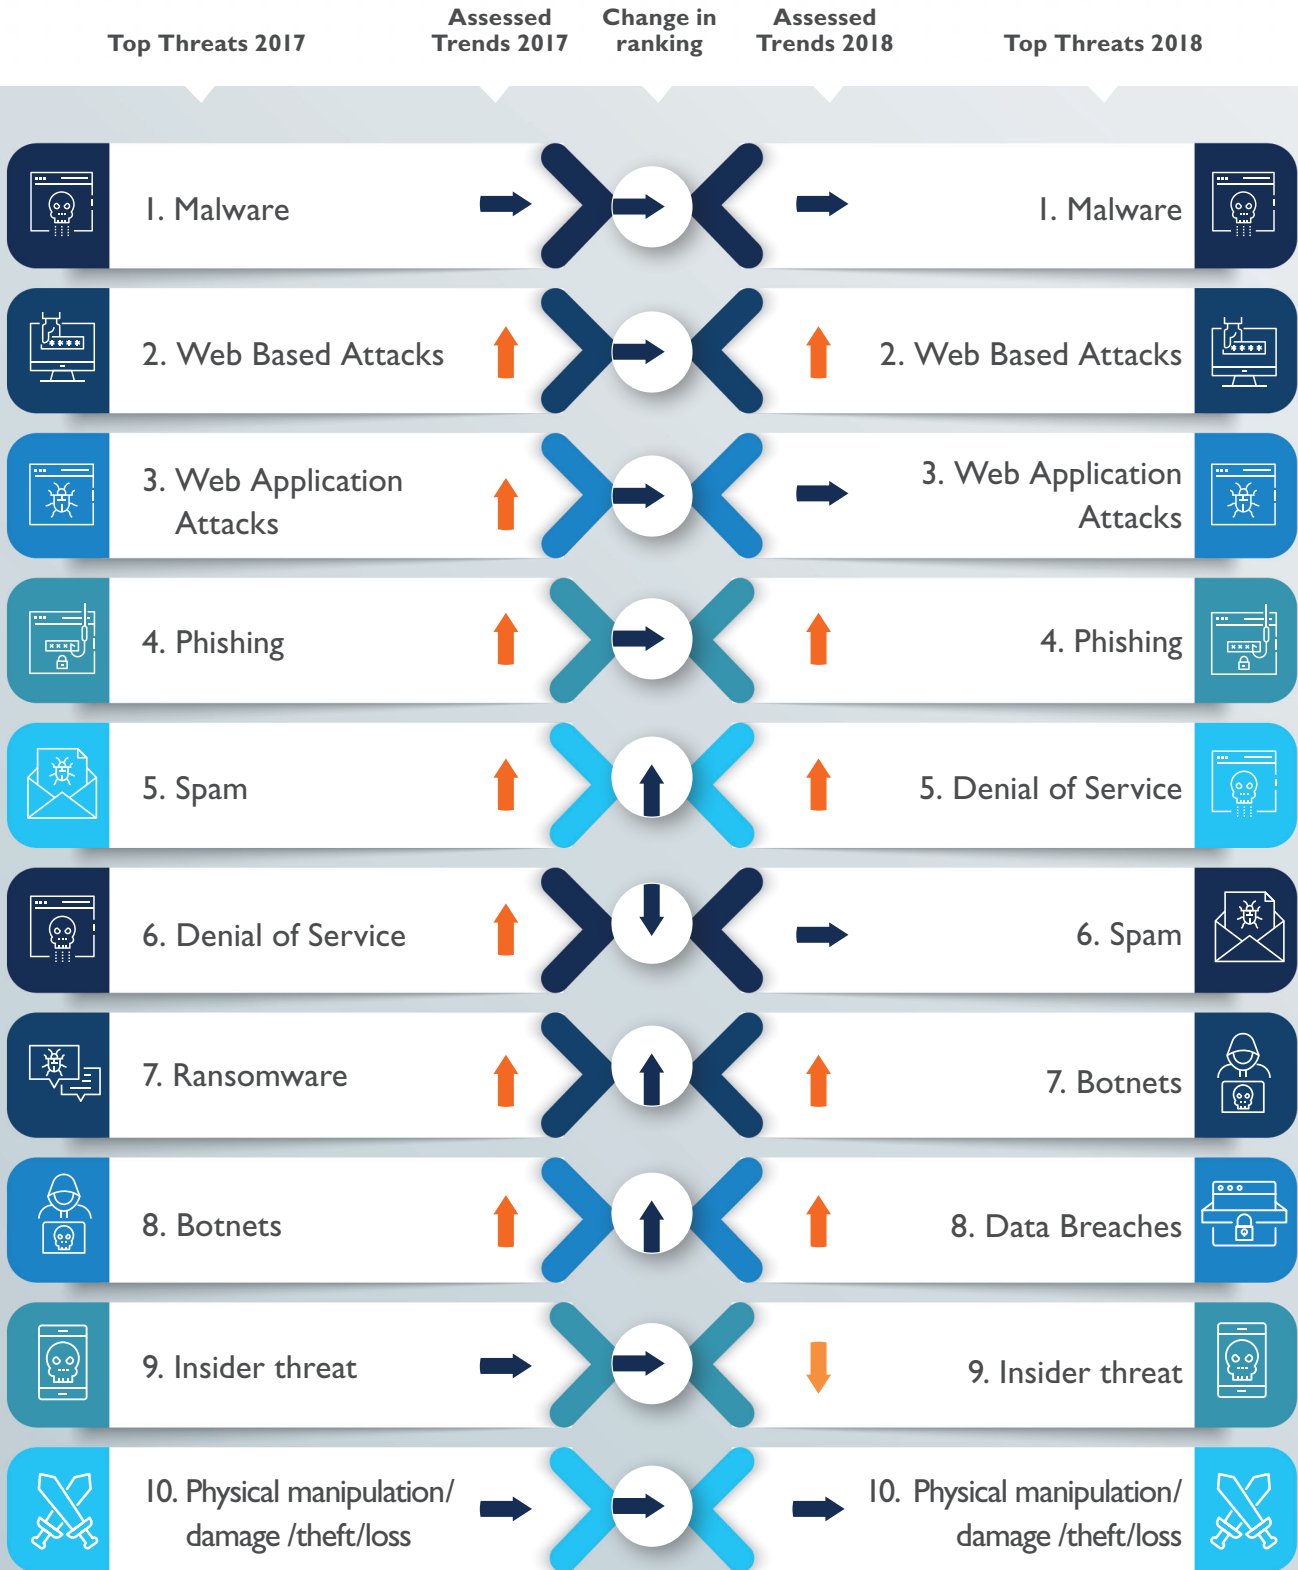 Top Threats 2017
Assessed
Trends 2017
Change in
ranking
Assessed
Trends 2018
Top Threats 2018
1. Malware
1. Malware
2. Web Based Attacks
2. Web Based Attacks
3. Web Application
Attacks
3. Web Application
Attacks
4. Phishing
4. Phishing
5. Spam
5. Denial of Service
6. Denial of Service
6. Spam
7. Ransomware
7. Botnets
8. Botnets
8. Data Breaches
9. Insider threat
9. Insider threat
10. Physical manipulation/
damage /theft/loss
10. Physical manipulation/
damage /theft/loss